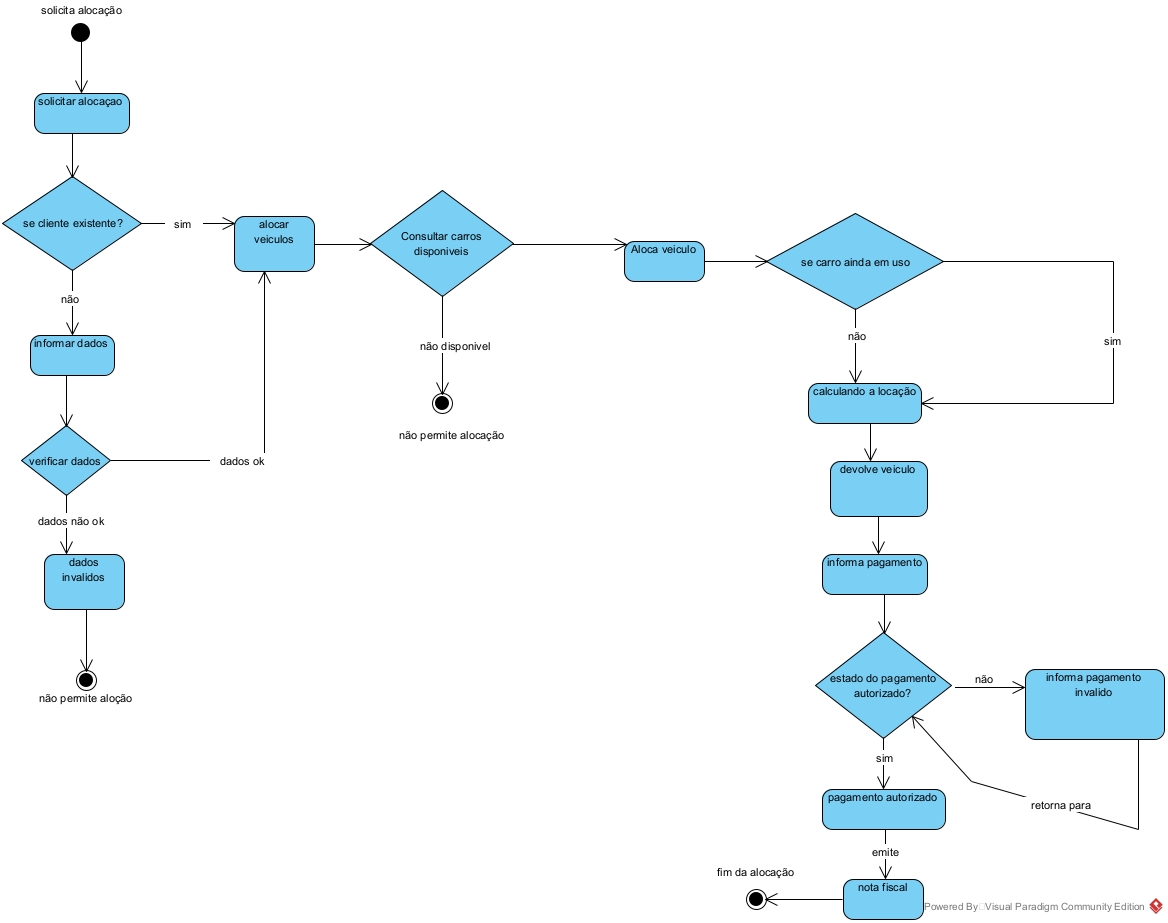 solicita alocação
solicitar alocaçao
se cliente existente?
sim
alocar
veiculos
Consultar carros
disponiveis
Aloca veiculo
se carro ainda em uso
não
informar dados
não disponivel
não
sim
calculando a locação
não permite alocação
verificar dados
dados ok
devolve veiculo
dados não ok
dados
invalidos
informa pagamento
não permite aloção
estado do pagamento
autorizado?
não
informa pagamento
invalido
sim
pagamento autorizado
retorna para
emite
fim da alocação
nota fiscal
Powered By Visual Paradigm Community Edition